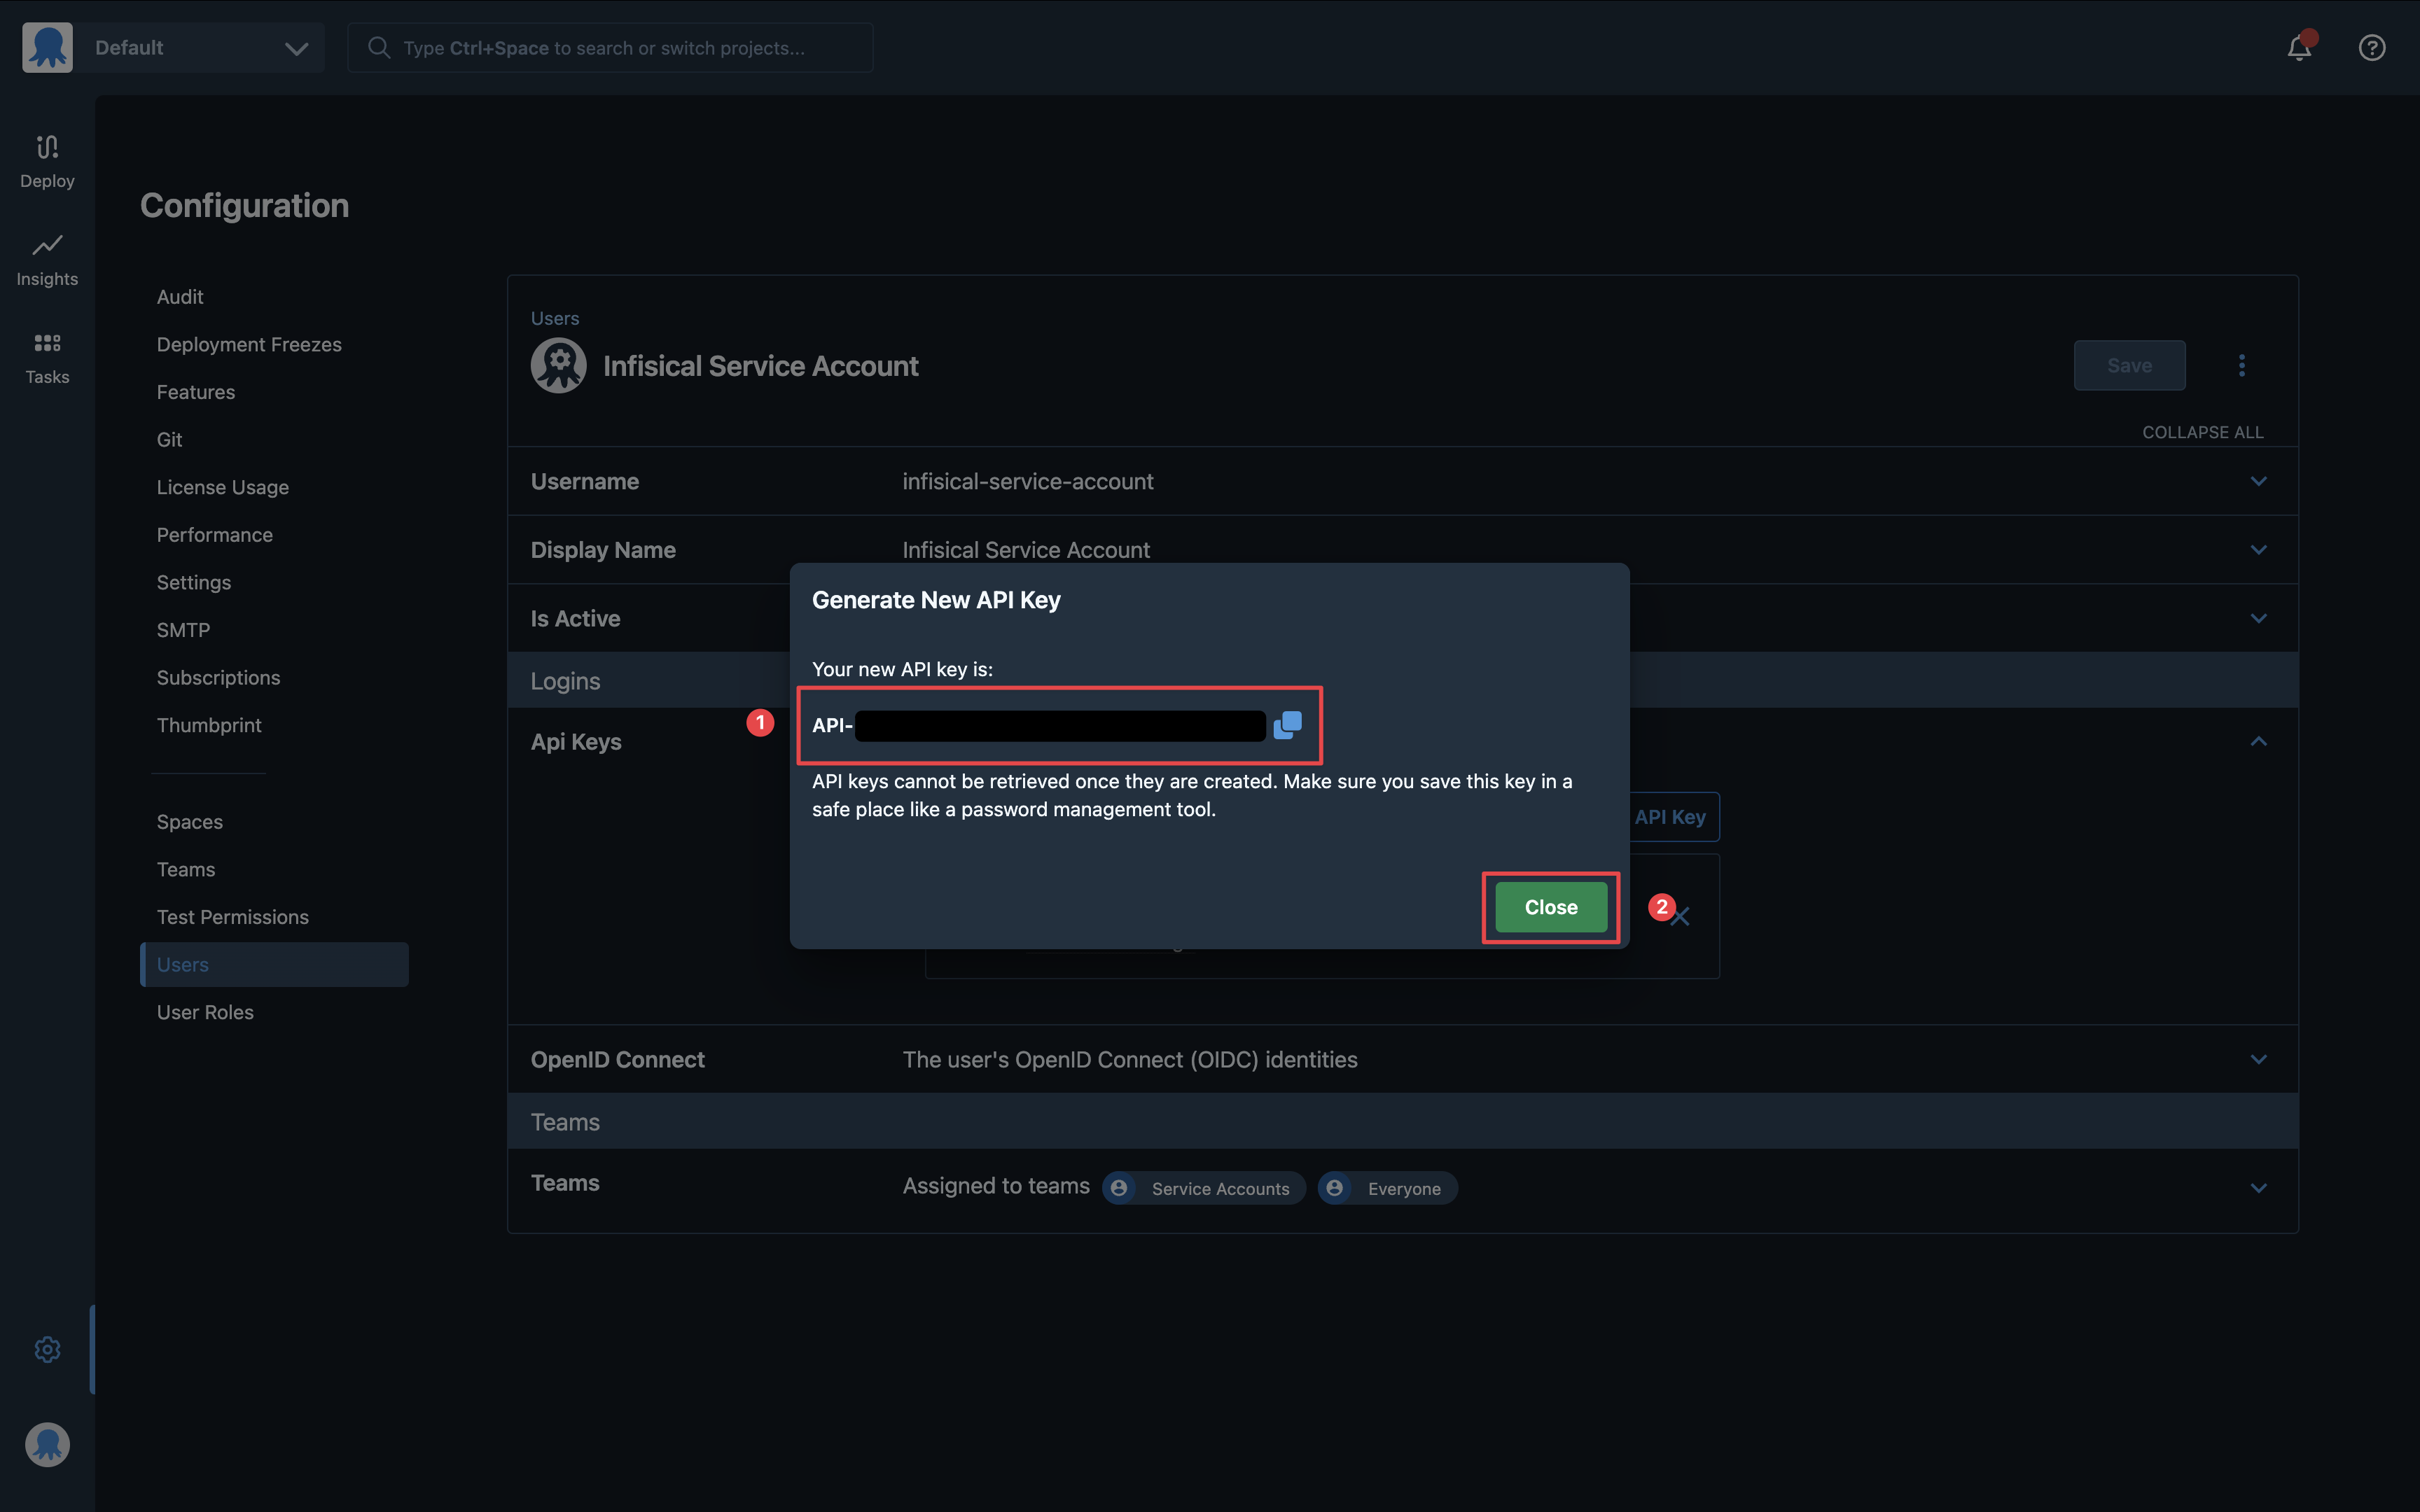 Default
Type Ctrl+Space to search or switch projects...
Deploy
Insights
Tasks
Configuration
Audit
Deployment Freezes
Features
Git
License Usage
Performance
Settings
SMTP
Subscriptions
Thumbprint
Spaces
Teams
Test Permissions
Users
User Roles
Users
Infisical Service Account
Save
COLLAPSE ALL
Username
infisical-service-account
Display Name
Infisical Service Account
Is Active
Logins
Api Keys
API Key
Generate New API Key
Your new API key is:
1
API-
API keys cannot be retrieved once they are created. Make sure you save this key in a
safe place like a password management tool.
Close
2
OpenID Connect
The user's OpenID Connect (OIDC) identities
Teams
Teams
Assigned to teams
Service Accounts
Everyone